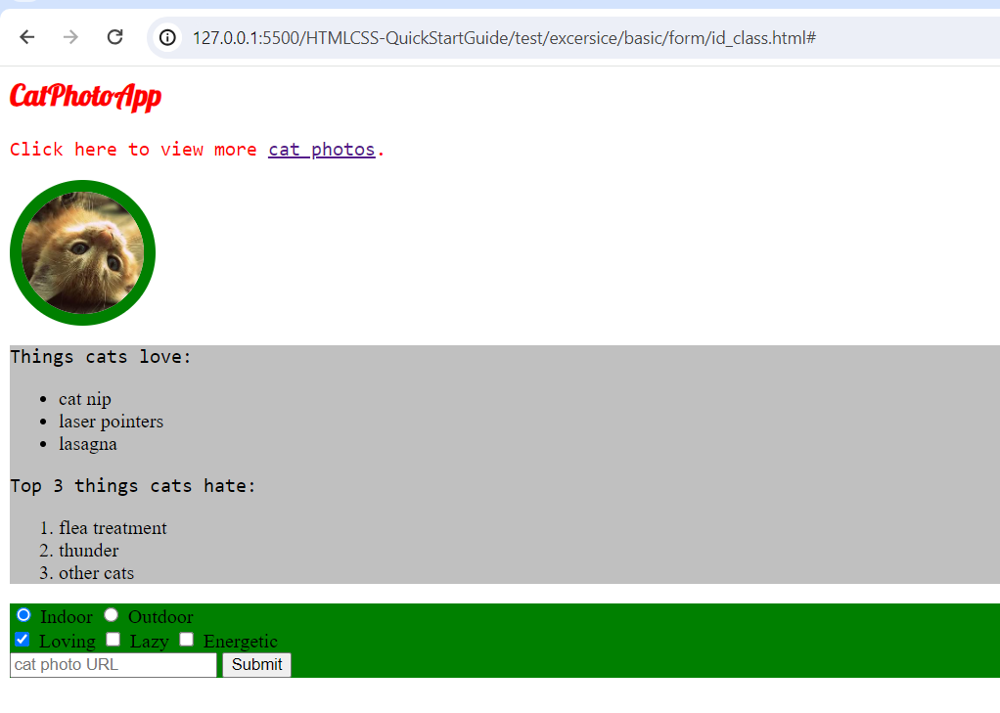 127.0.0.1:5500/HTMLCSS-QuickStartGuide/test/excersice/basic/form/id_class.html#
CatPhotoApp
Click here to view more cat photos.
Things cats love:
cat nip
laser pointers
lasagna
Top 3 things cats hate:
1. flea treatment
2. thunder
3. other cats
Indoor Outdoor
Loving Lazy Energetic
cat photo URL Submit